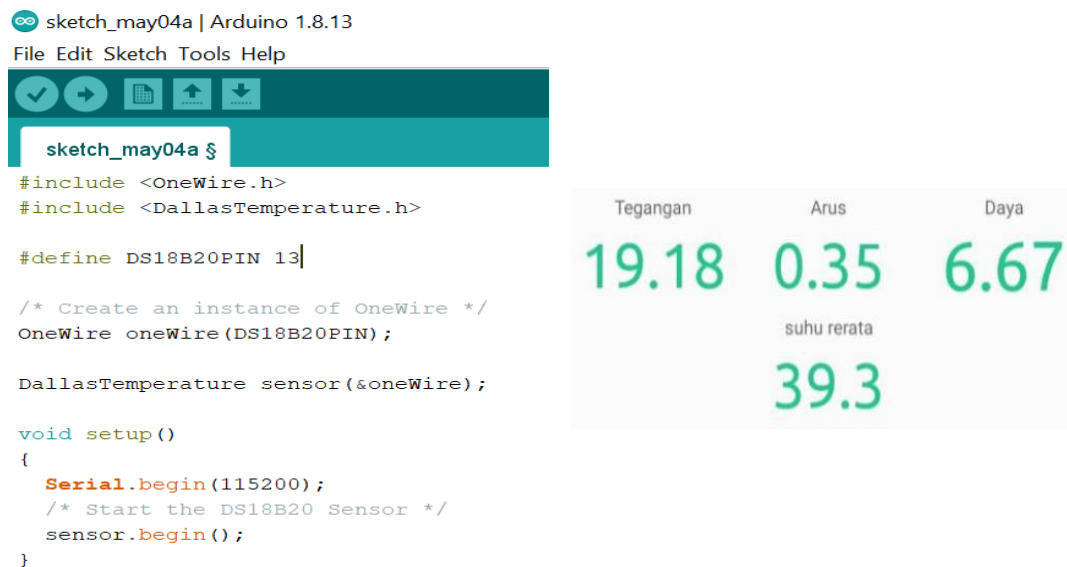 sketch_may04a | Arduino 1.8.13
File Edit Sketch Tools Help
sketch_may04a §
#include <OneWire.h>
#include <DallasTemperature.h>
#define DS18B20PIN 13
/* Create an instance of OneWire */
OneWire oneWire(DS18B20PIN);
DallasTemperature sensor(&oneWire);
void setup()
{
Serial.begin(115200);
/* Start the DS18B20 Sensor */
sensor.begin();
}
Tegangan Arus Daya
19.18 0.35 6.67
suhu rerata
39.3